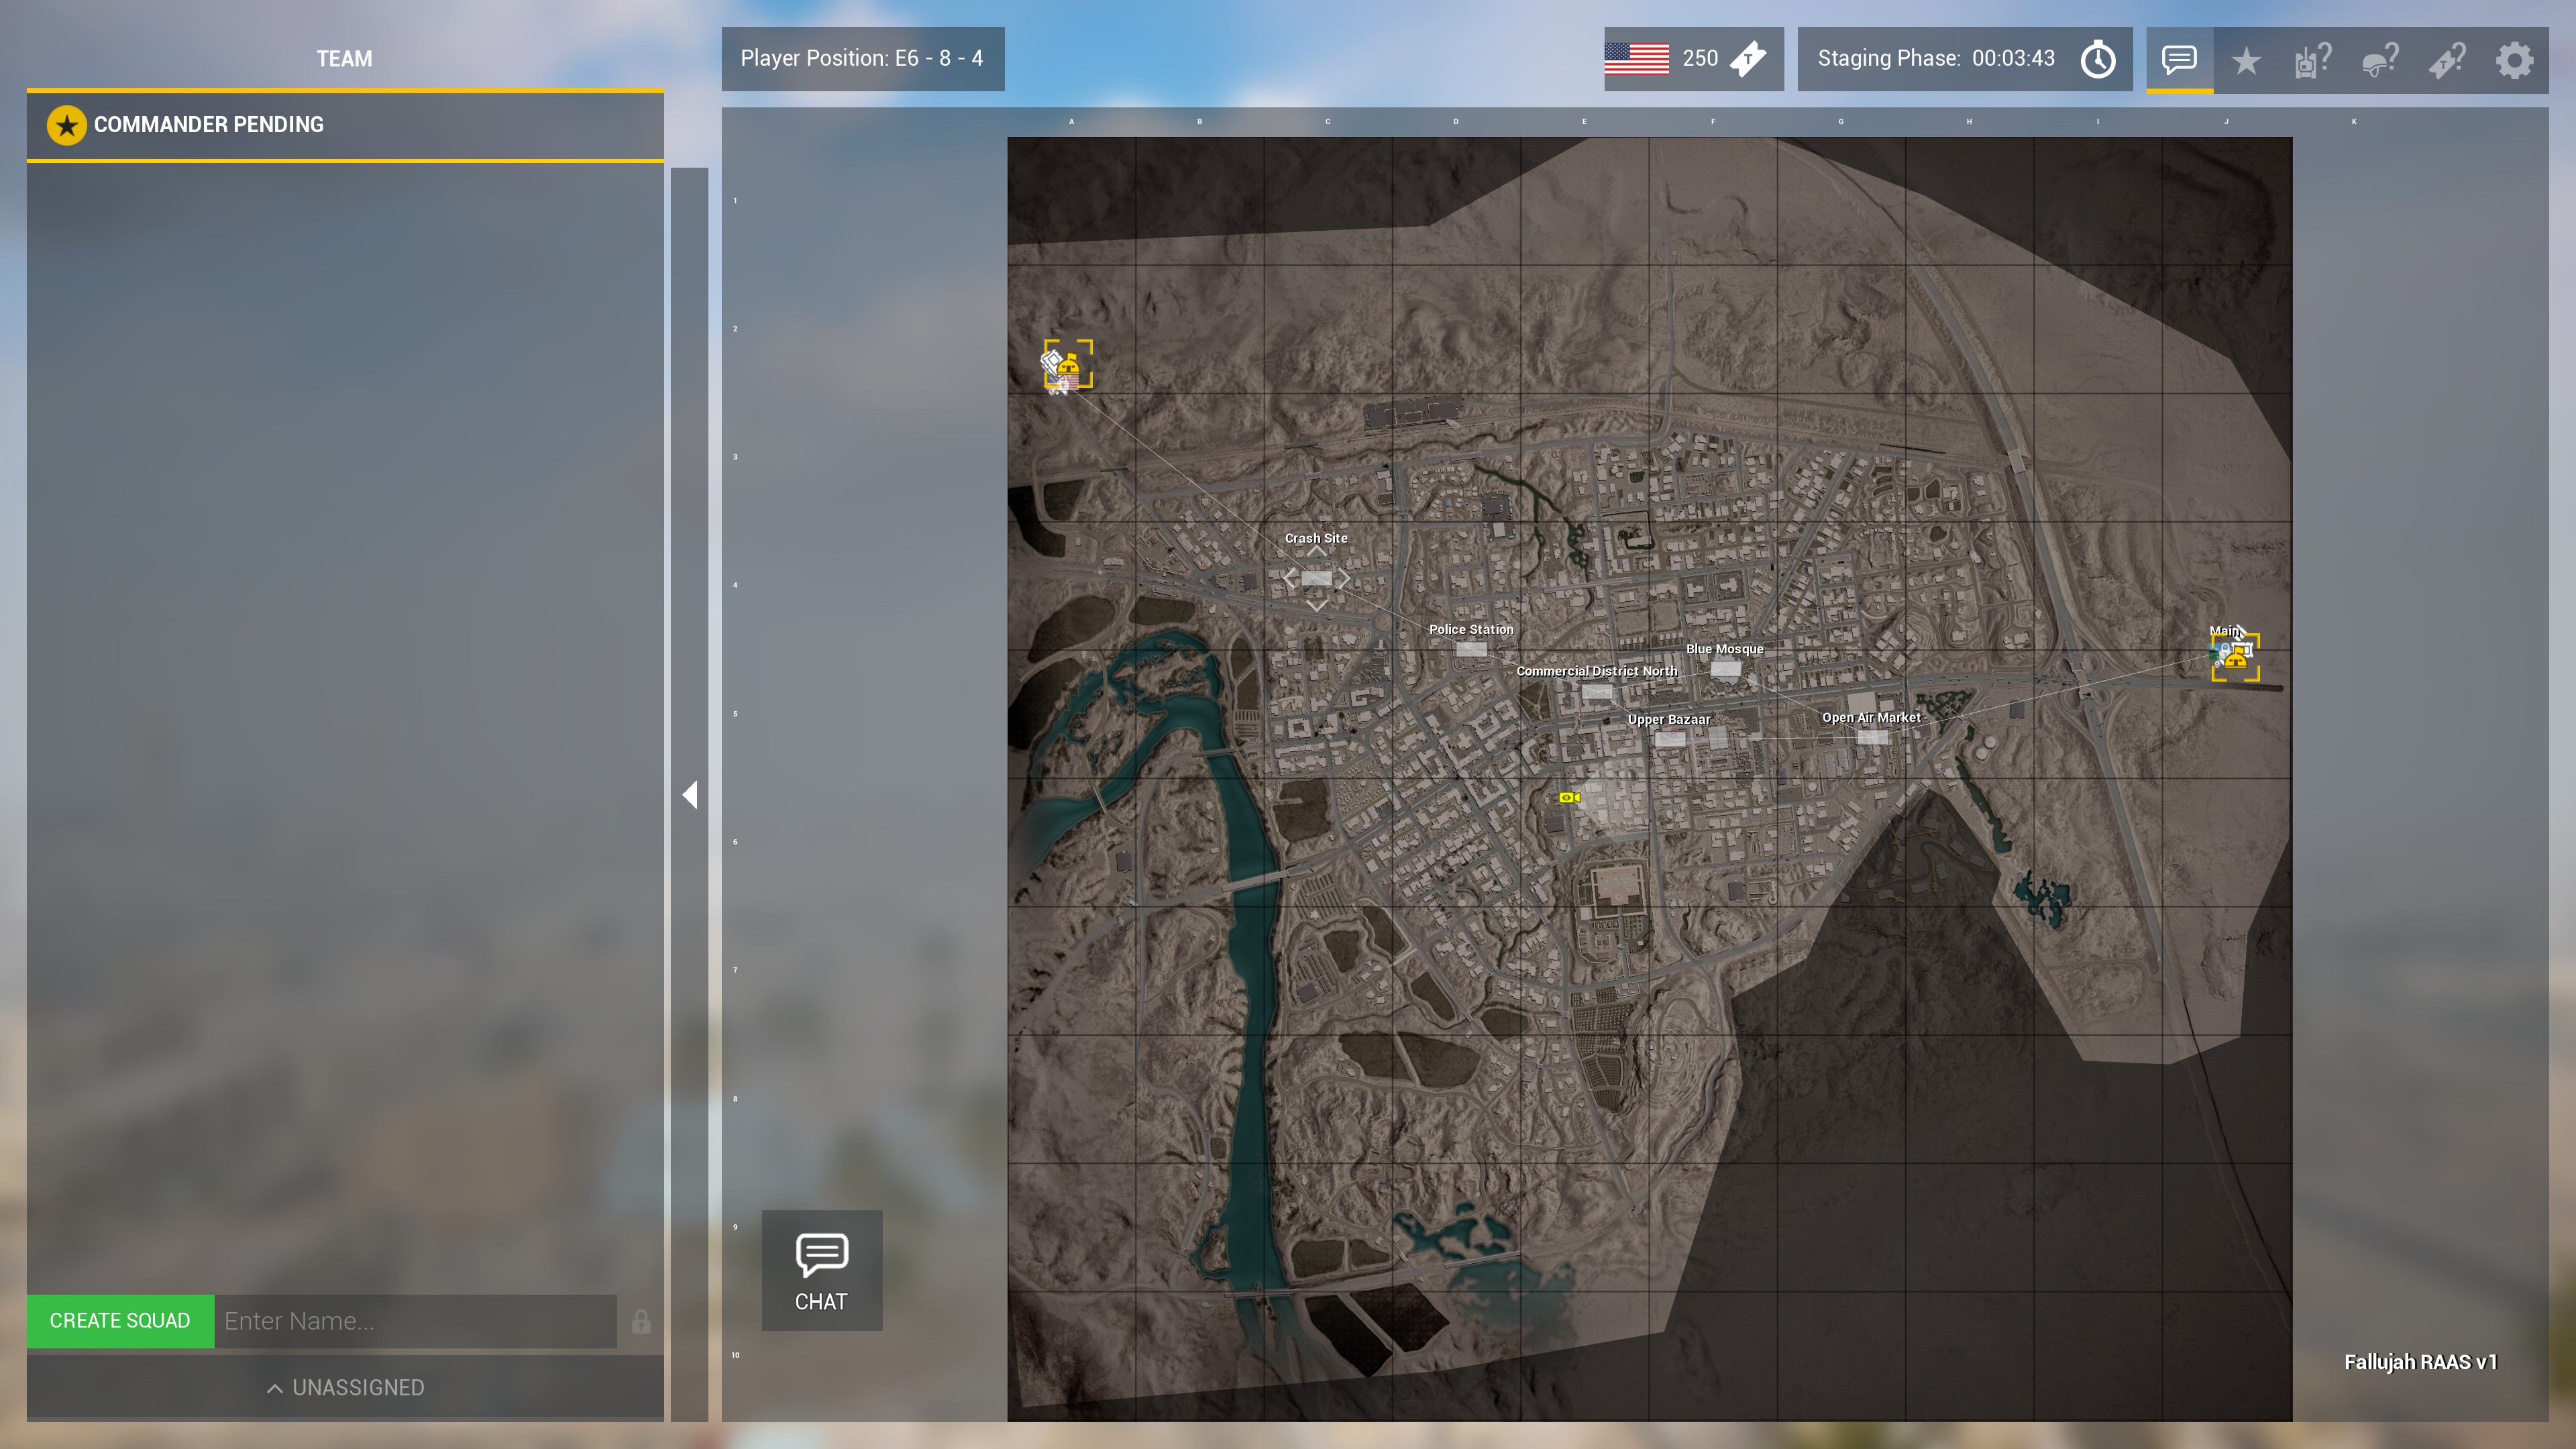 TEAM
Player Position: E6 - 8 - 4
250
Staging Phase: 00:03:43
COMMANDER PENDING
A B C D E F G H I J K
1
2
3
Crash Site
4
Police Station
Main
Blue Mosque
Commercial District North
5
Upper Bazaar
Open Air Market
6
7
8
9
CHAT
CREATE SQUAD Enter Name...
10
Fallujah RAAS v1
UNASSIGNED